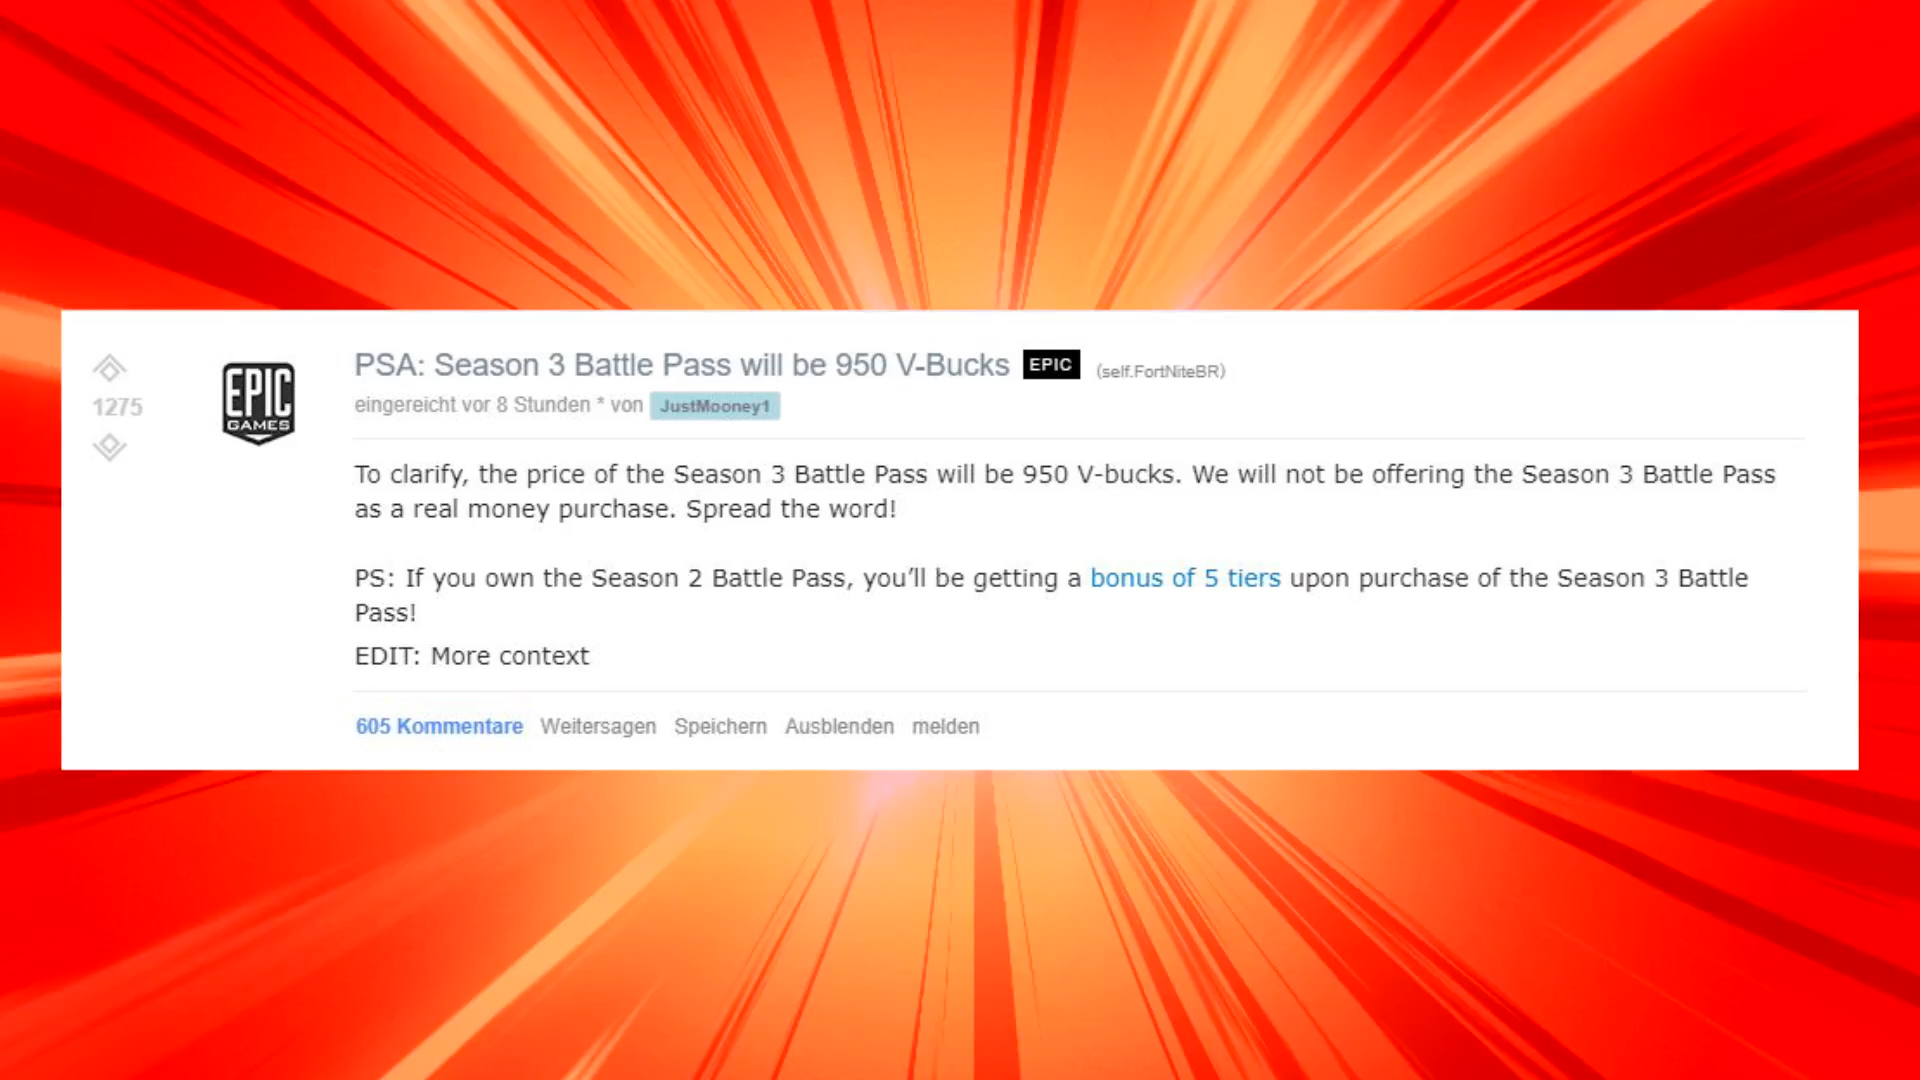 PSA: Season 3 Battle Pass will be 950 V-Bucks EPIC (self.FortNiteBR)
1275
EPIC
GAMES
eingereicht vor 8 Stunden * von JustMooney1
To clarify, the price of the Season 3 Battle Pass will be 950 V-bucks. We will not be offering the Season 3 Battle Pass
as a real money purchase. Spread the word!
PS: If you own the Season 2 Battle Pass, you’ll be getting a bonus of 5 tiers upon purchase of the Season 3 Battle
Pass!
EDIT: More context
605 Kommentare Weitersagen Speichern Ausblenden melden